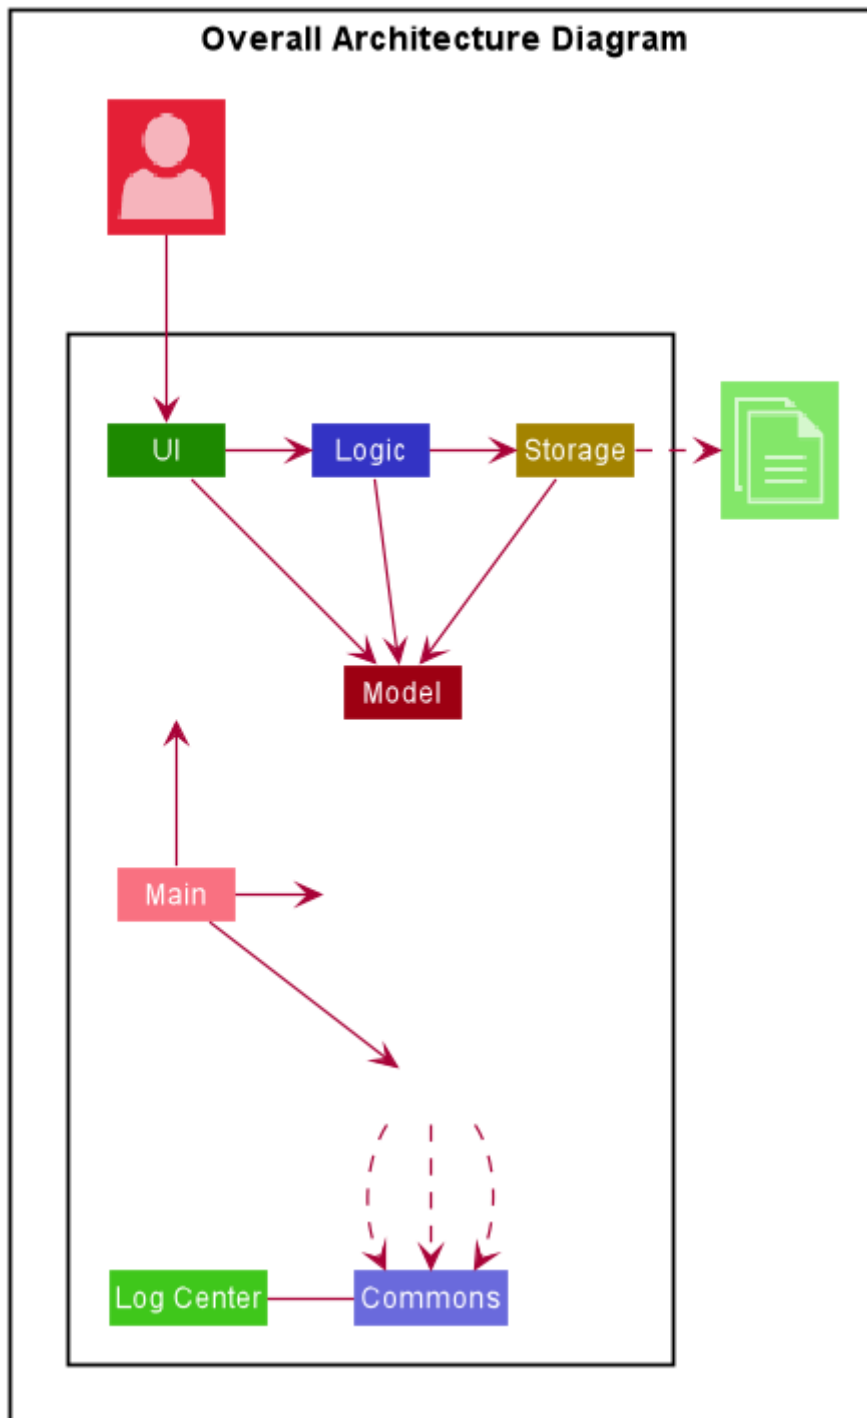 Overall Architecture Diagram
UI
Logic
Storage
Model
Main
Log Center
Commons